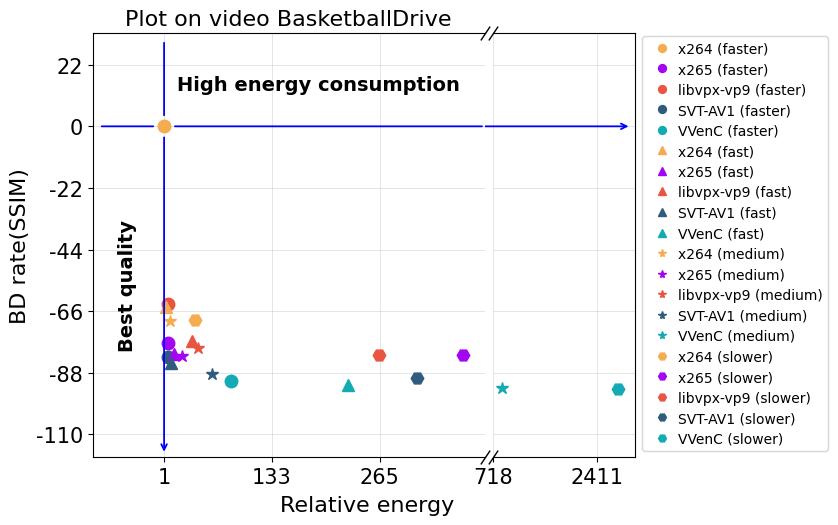 Plot on video BasketballDrive
22
0
-22
-44
-66
-88
-110
BD rate(SSIM)
High energy consumption
Best quality
1 133 265 718 2411
Relative energy
x264 (faster)
x265 (faster)
libvpx-vp9 (faster)
SVT-AV1 (faster)
VVenC (faster)
x264 (fast)
x265 (fast)
libvpx-vp9 (fast)
SVT-AV1 (fast)
VVenC (fast)
x264 (medium)
x265 (medium)
libvpx-vp9 (medium)
SVT-AV1 (medium)
VVenC (medium)
x264 (slower)
x265 (slower)
libvpx-vp9 (slower)
SVT-AV1 (slower)
VVenC (slower)